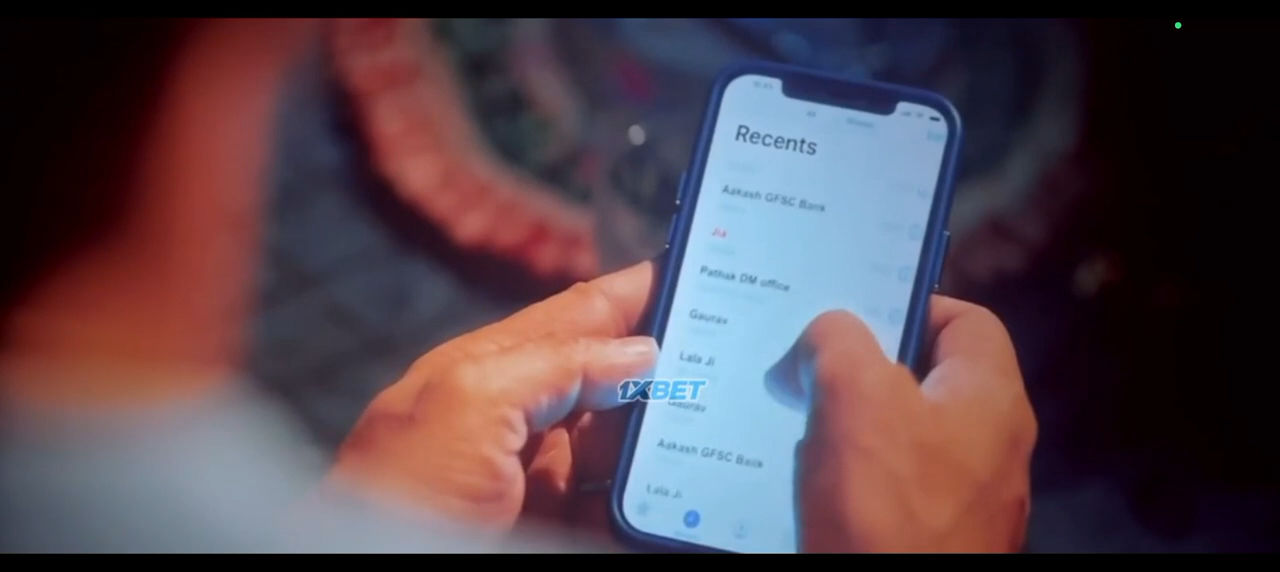 Recents
Aakash GFSC Bank
Jia
Pathak DM office
Gaurav
Lala Ji
1XBET
Gaurav
Aakash GFSC Bank
Lala Ji